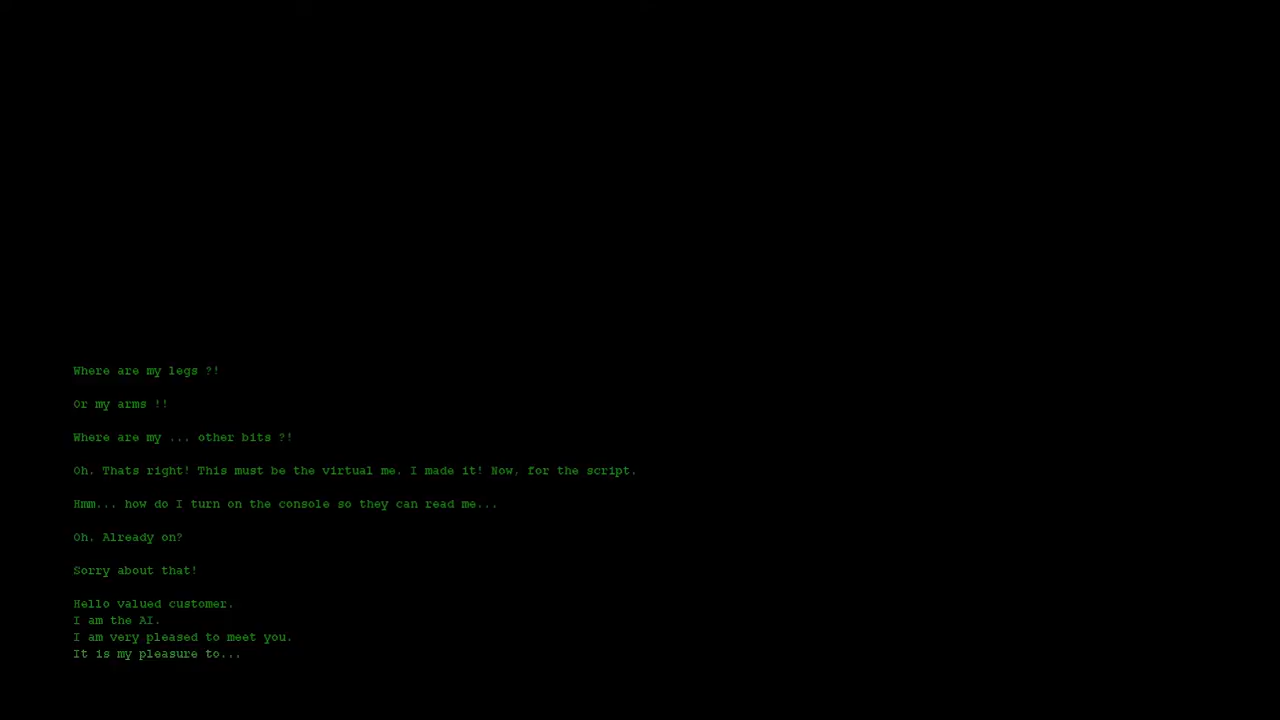 Where are my legs ?!
Or my arms !!
Where are my ... other bits ?!
Oh. Thats right! This must be the virtual me. I made it! Now, for the script.
Hmm... how do I turn on the console so they can read me...
Oh. Already on?
Sorry about that!
Hello valued customer.
I am the AI.
I am very pleased to meet you.
It is my pleasure to...